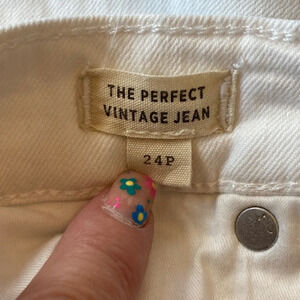 THE PERFECT
VINTAGE JEAN
24P